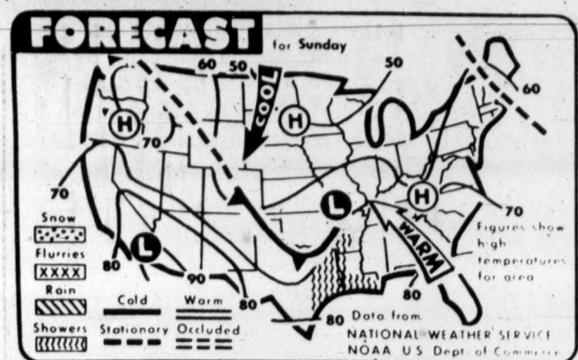 FORECAST for Sunday
60 50
50
60
COOL
H
H
70
H
70
L
L
70
WARM
Figures show
high
temperatures
for area
Snow
Flurries
XXXX
Rain
Showers
80
90
80
80
80
Cold Warm
Stationary Occluded
Data from
NATIONAL WEATHER SERVICE
NOAA U S Dept of Commerce